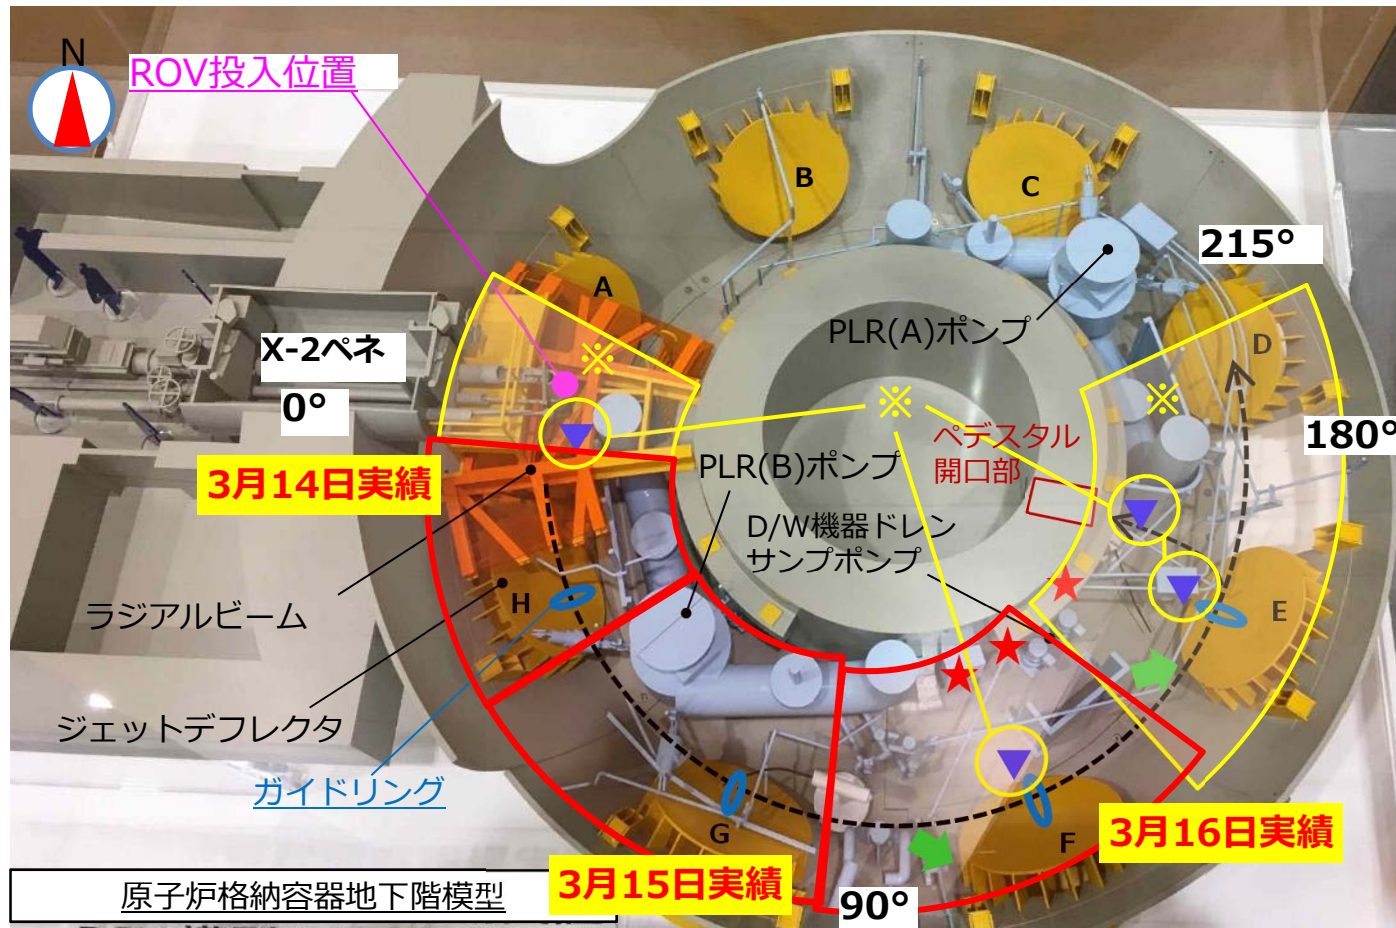 N
ROV投入位置
B
C
215°
A
PLR(A)ポンプ
D
X-2ペネ
※
※
※
0°
ペデスタル
開口部
180°
3月14日実績
PLR(B)ポンプ
D/W機器ドレン
サンプポンプ
H
E
ラジアルビーム
ジェットデフレクタ
ガイドリング
G
F
3月16日実績
3月15日実績
原子炉格納容器地下階模型
90°